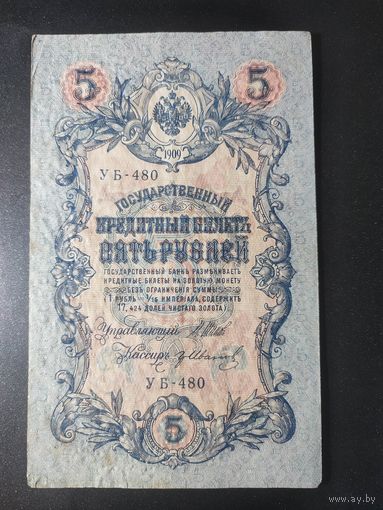 5 5
1909
УБ-480
ГОСУДАРСТВЕННЫЙ
КРЕДИТНЫЙ БИЛЕТЪ
ПЯТЬ РУБЛЕЙ
ГОСУДАРСТВЕННЫЙ БАНКЪ РАЗМѢНИВАЕТЪ
КРЕДИТНЫЕ БИЛЕТЫ НА ЗОЛОТУЮ МОНЕТУ
БЕЗЪ ОГРАНИЧЕНІЯ СУММЫ
(1 РУБЛЬ = 1/15 ИМПЕРІАЛА, СОДЕРЖИТЪ
17,424 ДОЛЕЙ ЧИСТАГО ЗОЛОТА)
Управляющій
Кассиръ
УБ-480
5
www.ay.by